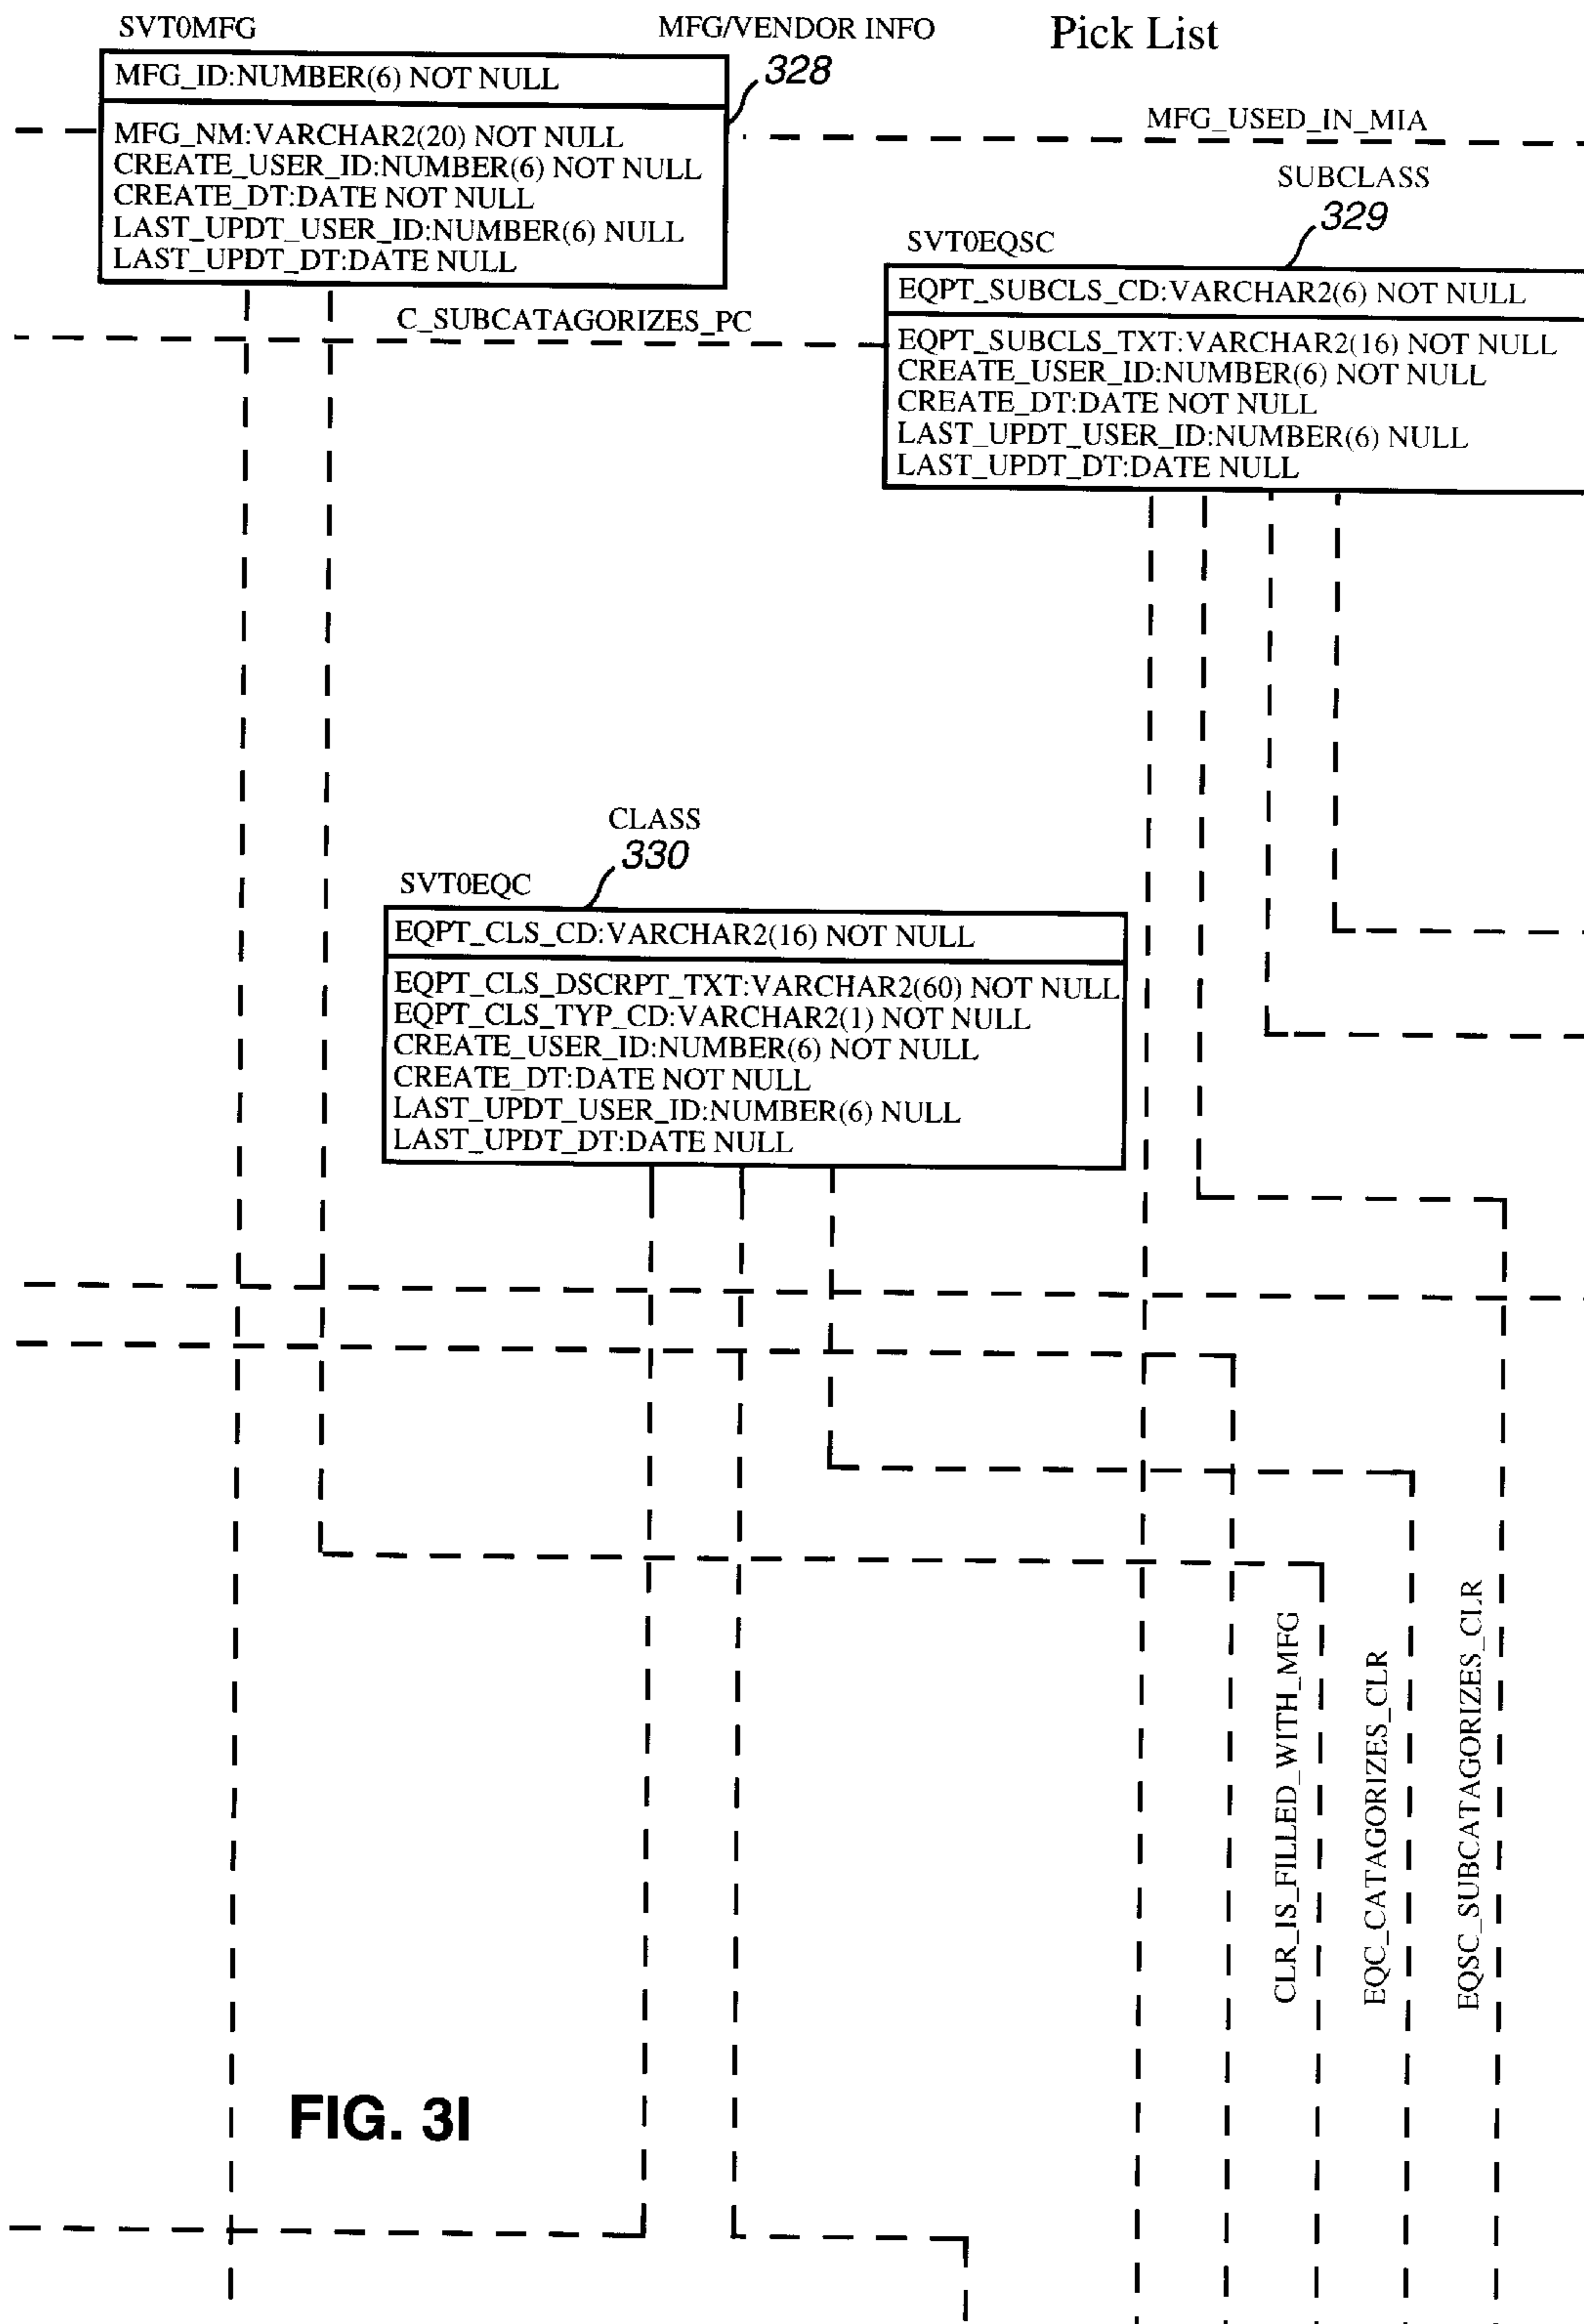 SVT0MFG
MFG/VENDOR INFO
Pick List
328
MFG_ID:NUMBER(6) NOT NULL
MFG_NM:VARCHAR2(20) NOT NULL
CREATE_USER_ID:NUMBER(6) NOT NULL
CREATE_DT:DATE NOT NULL
LAST_UPDT_USER_ID:NUMBER(6) NULL
LAST_UPDT_DT:DATE NULL
MFG_USED_IN_MIA
SUBCLASS
329
SVT0EQSC
EQPT_SUBCLS_CD:VARCHAR2(6) NOT NULL
EQPT_SUBCLS_TXT:VARCHAR2(16) NOT NULL
CREATE_USER_ID:NUMBER(6) NOT NULL
CREATE_DT:DATE NOT NULL
LAST_UPDT_USER_ID:NUMBER(6) NULL
LAST_UPDT_DT:DATE NULL
C_SUBCATAGORIZES_PC
CLASS
330
SVT0EQC
EQPT_CLS_CD:VARCHAR2(16) NOT NULL
EQPT_CLS_DSCRPT_TXT:VARCHAR2(60) NOT NULL
EQPT_CLS_TYP_CD:VARCHAR2(1) NOT NULL
CREATE_USER_ID:NUMBER(6) NOT NULL
CREATE_DT:DATE NOT NULL
LAST_UPDT_USER_ID:NUMBER(6) NULL
LAST_UPDT_DT:DATE NULL
CLR_IS_FILLED_WITH_MFG
EQC_CATAGORIZES_CLR
EQSC_SUBCATAGORIZES_CLR
FIG. 3I